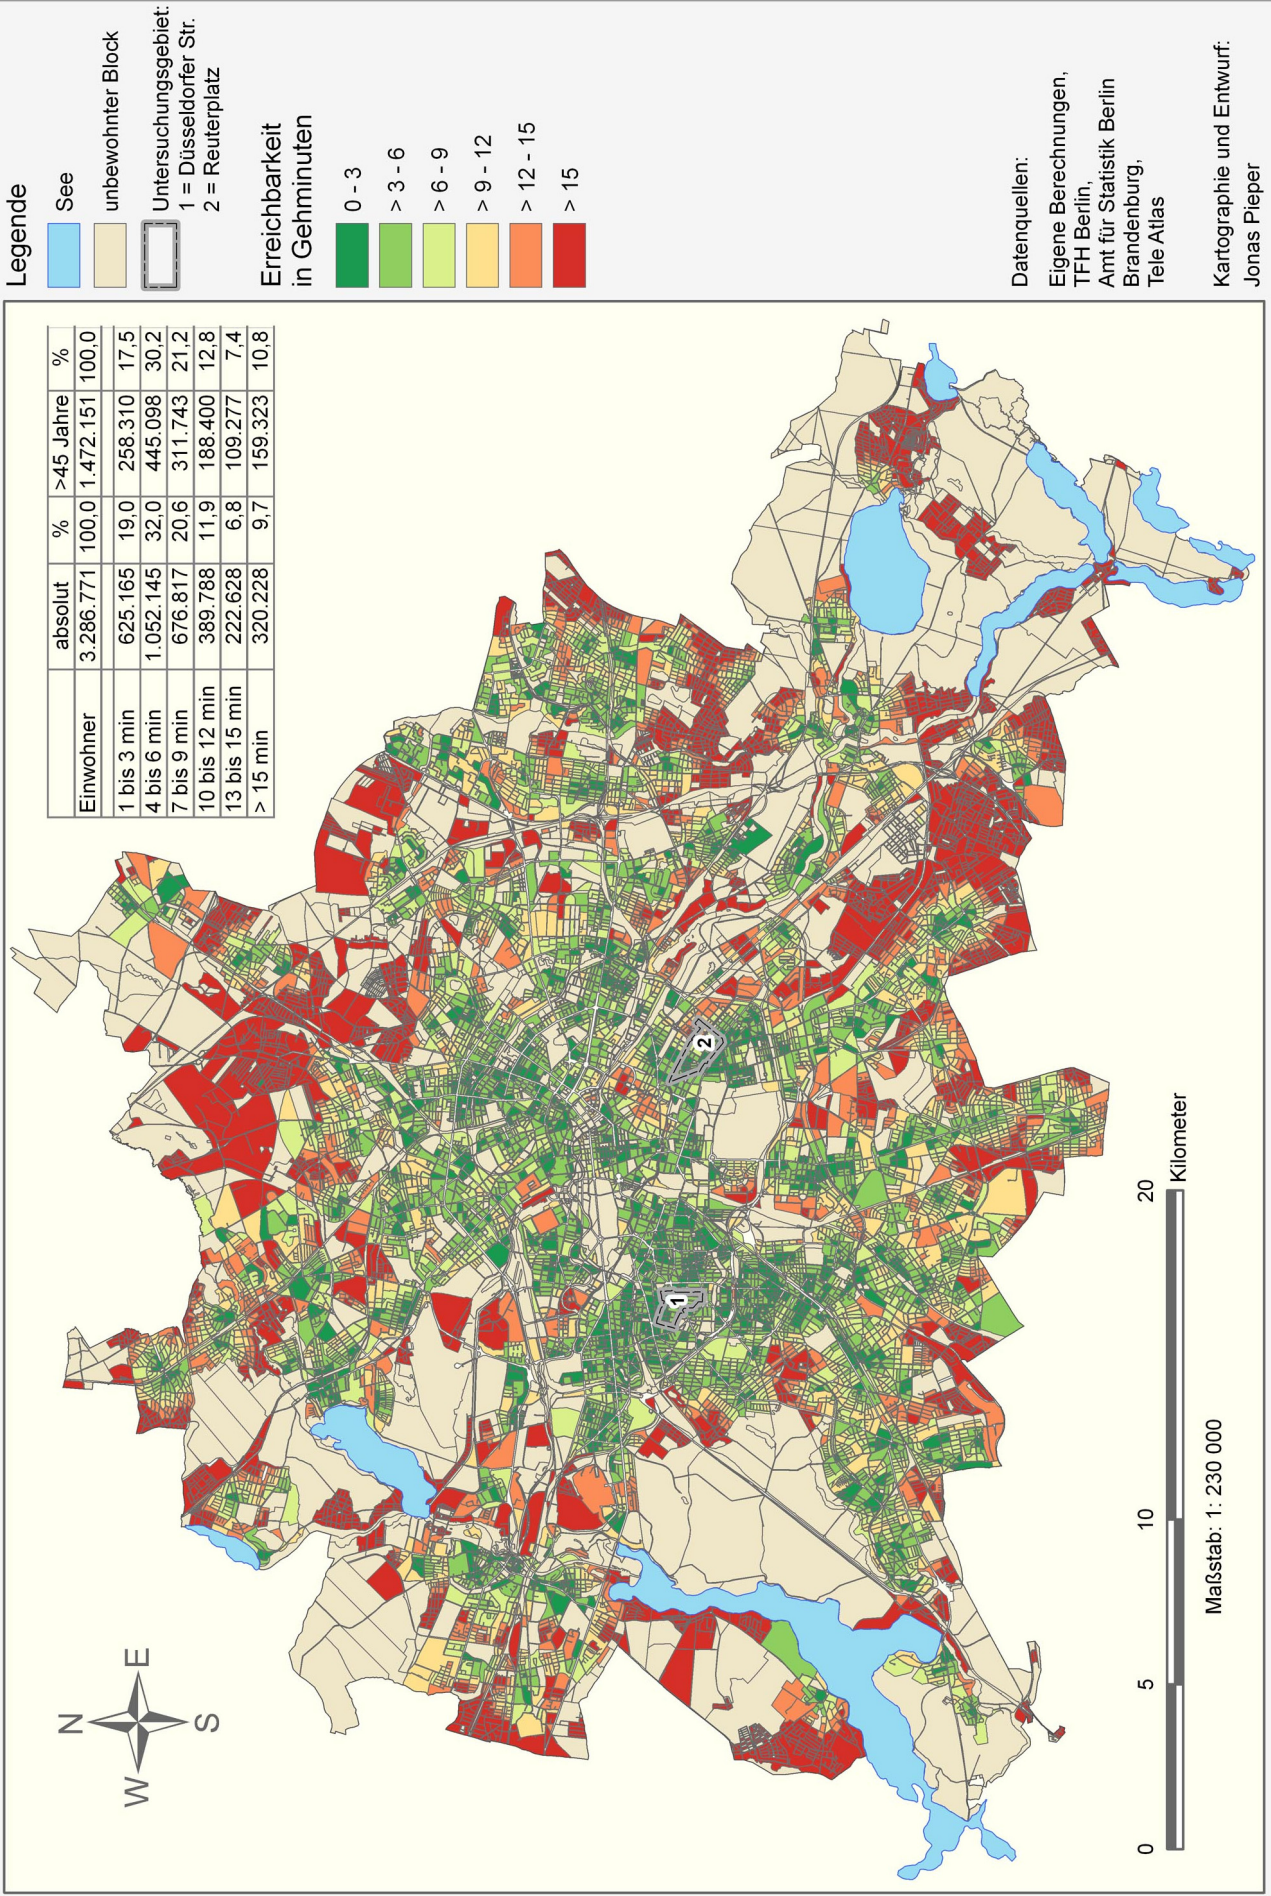 N
W E
S
absolut % >45 Jahre %
Einwohner 3.286.771 100,0 1.472.151 100,0
1 bis 3 min 625.165 19,0 258.310 17,5
4 bis 6 min 1.052.145 32,0 445.098 30,2
7 bis 9 min 676.817 20,6 311.743 21,2
10 bis 12 min 389.788 11,9 188.400 12,8
13 bis 15 min 222.628 6,8 109.277 7,4
> 15 min 320.228 9,7 159.323 10,8
1
2
0 5 10 20
Kilometer
Maßstab: 1: 230 000
Legende
See
unbewohnter Block
Untersuchungsgebiet:
1 = Düsseldorfer Str.
2 = Reuterplatz
Erreichbarkeit
in Gehminuten
0 - 3
> 3 - 6
> 6 - 9
> 9 - 12
> 12 - 15
> 15
Datenquellen:
Eigene Berechnungen,
TFH Berlin,
Amt für Statistik Berlin
Brandenburg,
Tele Atlas
Kartographie und Entwurf:
Jonas Pieper